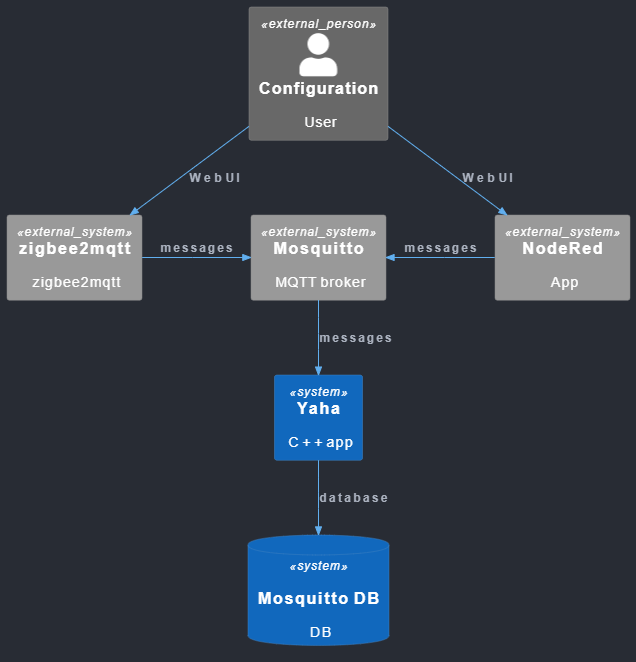 «external_person»
Configuration
User
WebUI
WebUI
«external_system»
zigbee2mqtt
zigbee2mqtt
messages
«external_system»
Mosquitto
MQTT broker
messages
«external_system»
NodeRed
App
messages
«system»
Yaha
C++ app
database
«system»
Mosquitto DB
DB